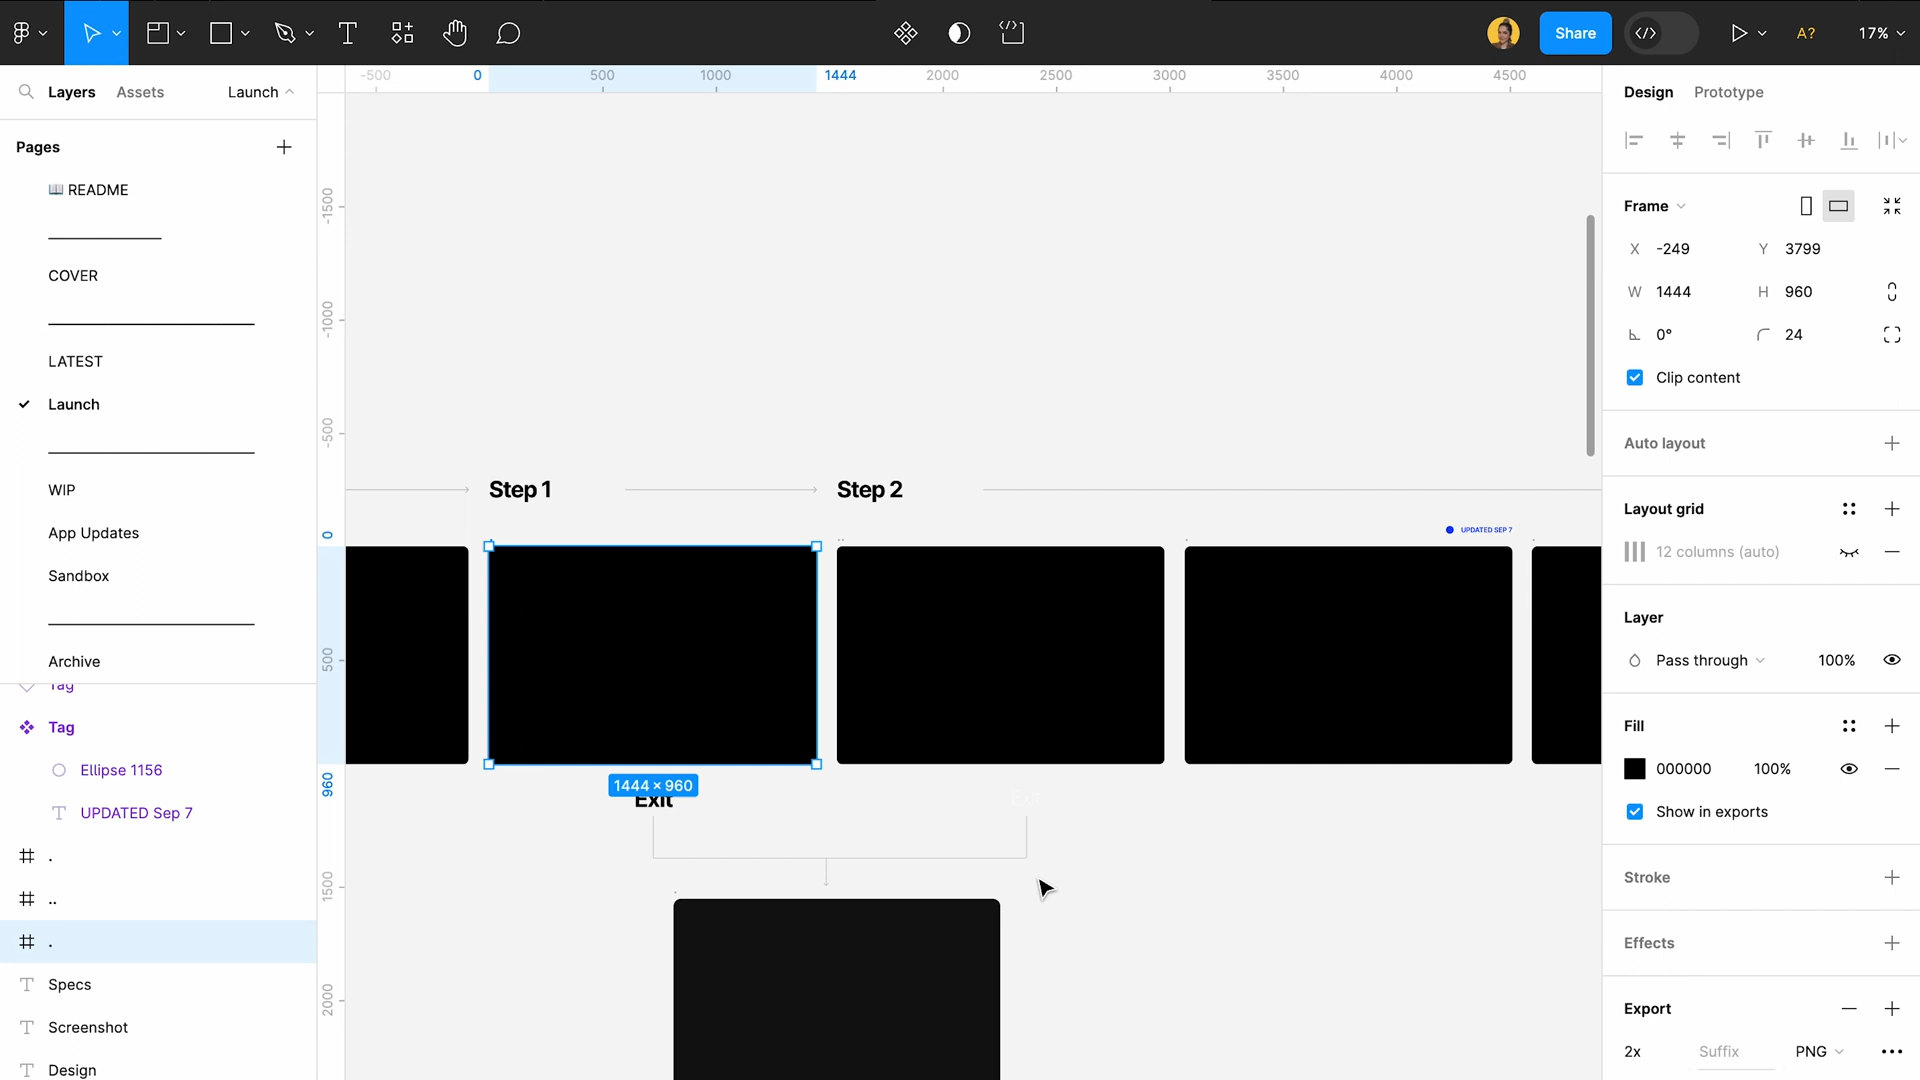 Share
A?
17%
Layers
Assets
Launch
-500
0
500
1000
1444
2000
2500
3000
3500
4000
4500
Design
Prototype
Pages
README
COVER
LATEST
Launch
WIP
App Updates
Sandbox
Archive
Tag
Tag
Ellipse 1156
UPDATED Sep 7
.
..
.
Specs
Screenshot
Design
-1500
-1000
-500
0
500
960
1500
2000
Step 1
Step 2
UPDATED SEP 7
1444 × 960
Exit
Exit
Frame
X -249
Y 3799
W 1444
H 960
0°
24
Clip content
Auto layout
Layout grid
12 columns (auto)
Layer
Pass through
100%
Fill
000000
100%
Show in exports
Stroke
Effects
Export
2x
Suffix
PNG